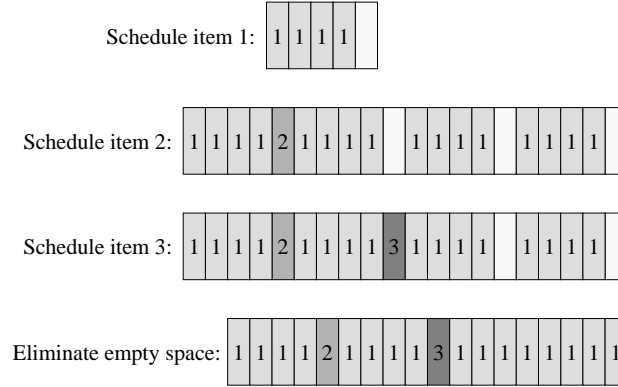 Schedule item 1: 1 1 1 1
Schedule item 2: 1 1 1 1 2 1 1 1 1 1 1 1 1 1 1 1 1
Schedule item 3: 1 1 1 1 2 1 1 1 1 3 1 1 1 1 1 1 1 1
Eliminate empty space: 1 1 1 1 2 1 1 1 1 3 1 1 1 1 1 1 1 1